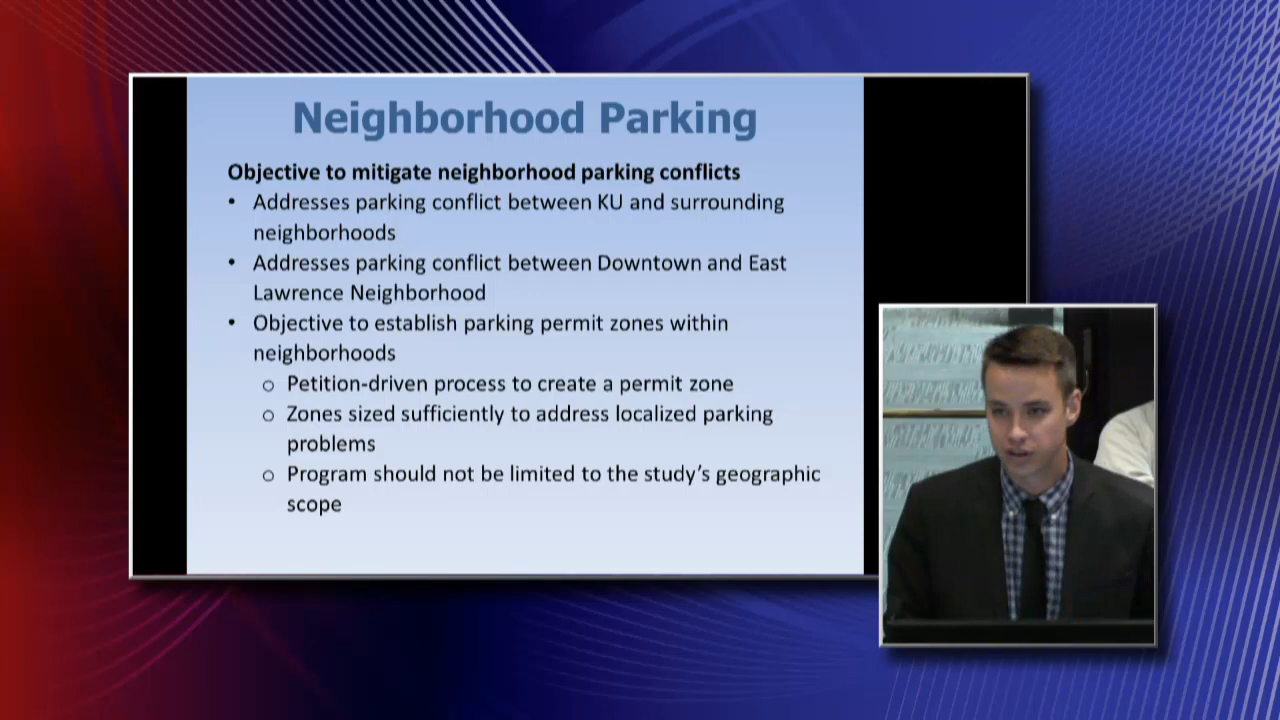 Neighborhood Parking
Objective to mitigate neighborhood parking conflicts
• Addresses parking conflict between KU and surrounding
neighborhoods
• Addresses parking conflict between Downtown and East
Lawrence Neighborhood
• Objective to establish parking permit zones within
neighborhoods
o Petition-driven process to create a permit zone
o Zones sized sufficiently to address localized parking
problems
o Program should not be limited to the study's geographic
scope